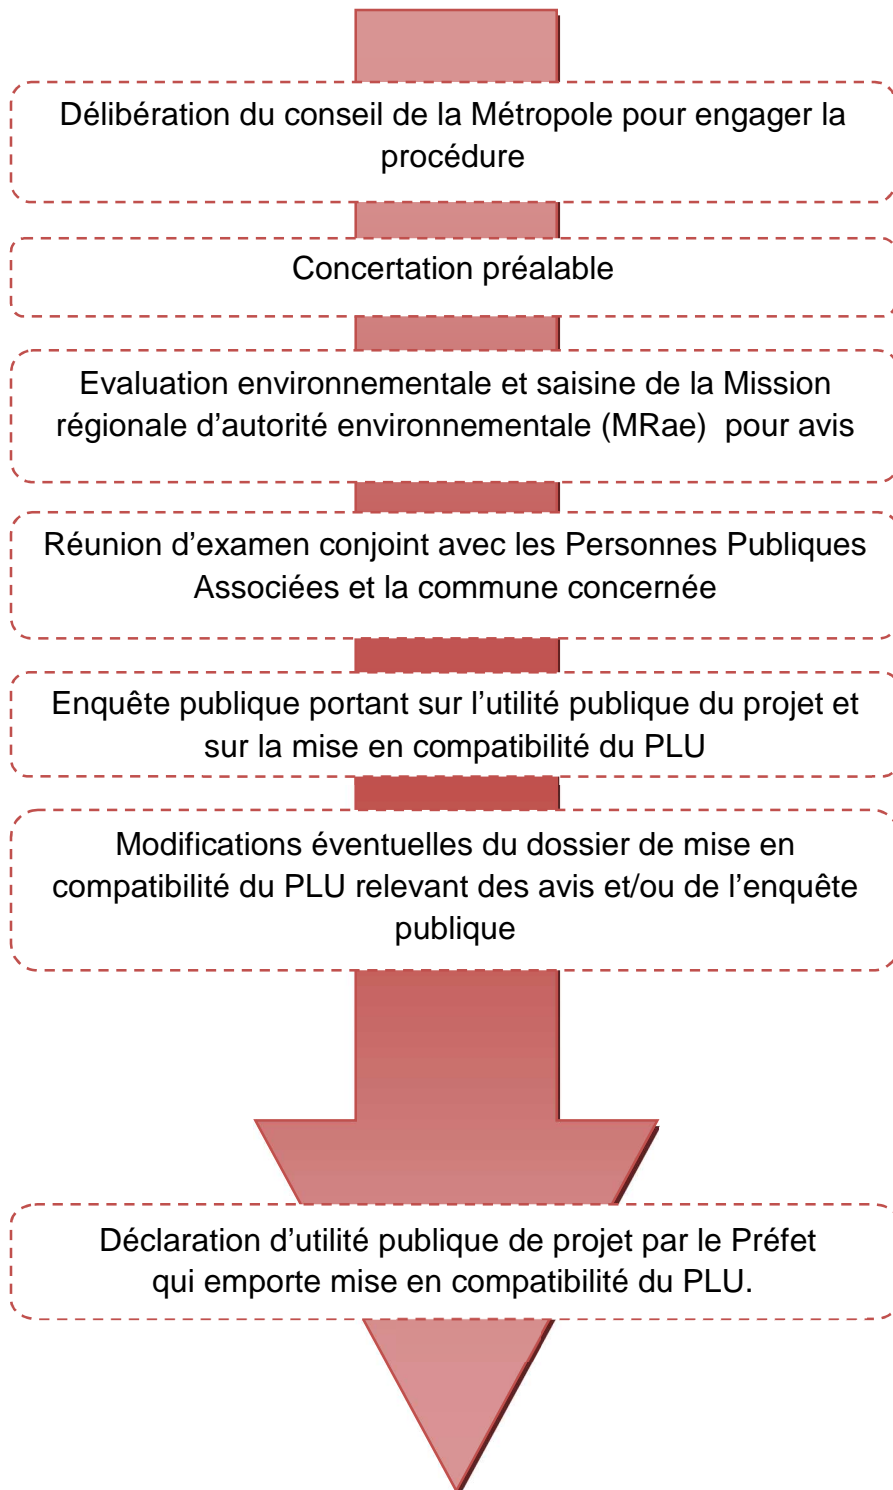 Délibération du conseil de la Métropole pour engager la
procédure
Concertation préalable
Evaluation environnementale et saisine de la Mission
régionale d’autorité environnementale (MRae)  pour avis
Réunion d’examen conjoint avec les Personnes Publiques
Associées et la commune concernée
Enquête publique portant sur l’utilité publique du projet et
sur la mise en compatibilité du PLU
Modifications éventuelles du dossier de mise en
compatibilité du PLU relevant des avis et/ou de l’enquête
publique
Déclaration d’utilité publique de projet par le Préfet
qui emporte mise en compatibilité du PLU.